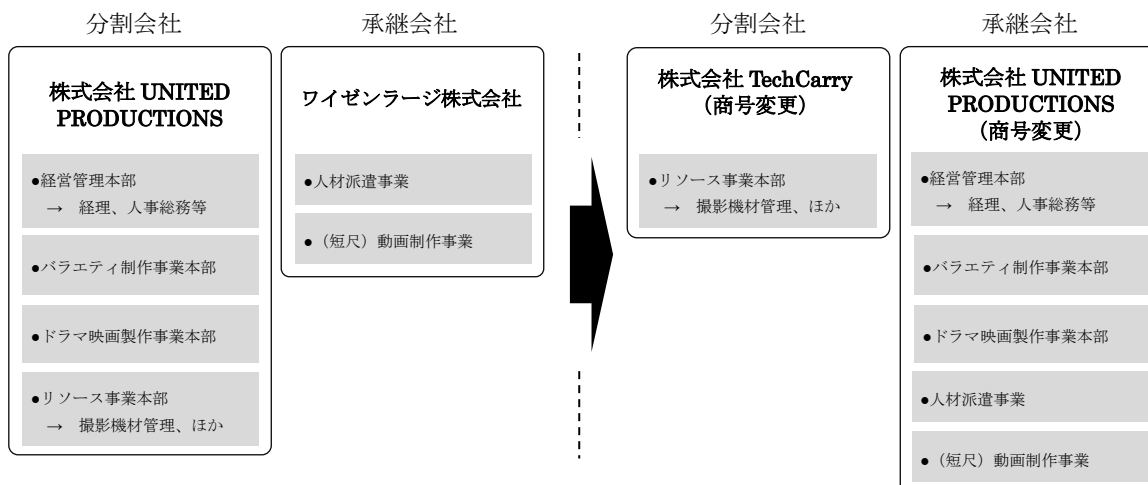 分割会社
株式会社 UNITED
PRODUCTIONS
●経営管理本部
→ 経理、人事総務等
●バラエティ制作事業本部
●ドラマ映画製作事業本部
●リソース事業本部
→ 撮影機材管理、ほか
承継会社
ワイゼンラージ株式会社
●人材派遣事業
●（短尺）動画制作事業
分割会社
株式会社 TechCarry
（商号変更）
●リソース事業本部
→ 撮影機材管理、ほか
承継会社
株式会社 UNITED
PRODUCTIONS
（商号変更）
●経営管理本部
→ 経理、人事総務等
●バラエティ制作事業本部
●ドラマ映画製作事業本部
●人材派遣事業
●（短尺）動画制作事業